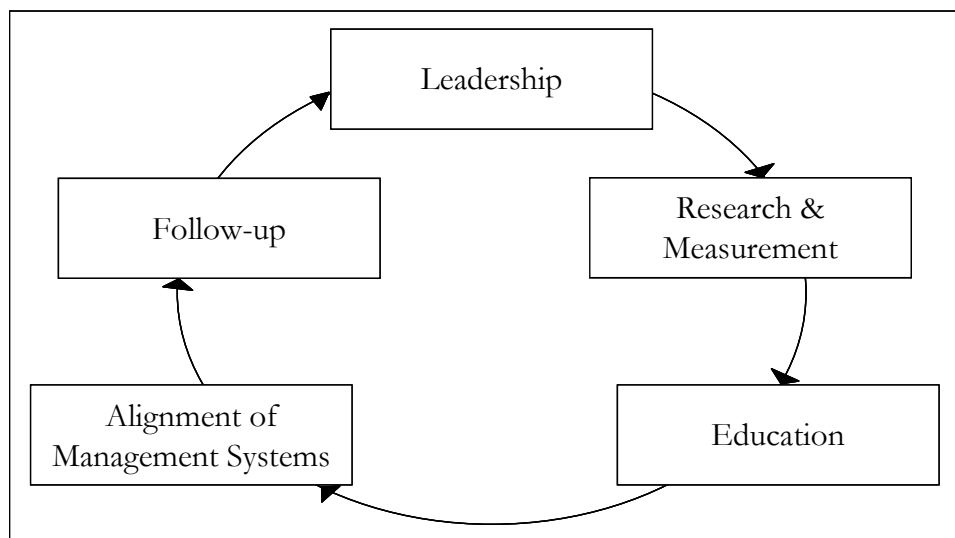 Leadership
Research &
Measurement
Education
Alignment of
Management Systems
Follow-up